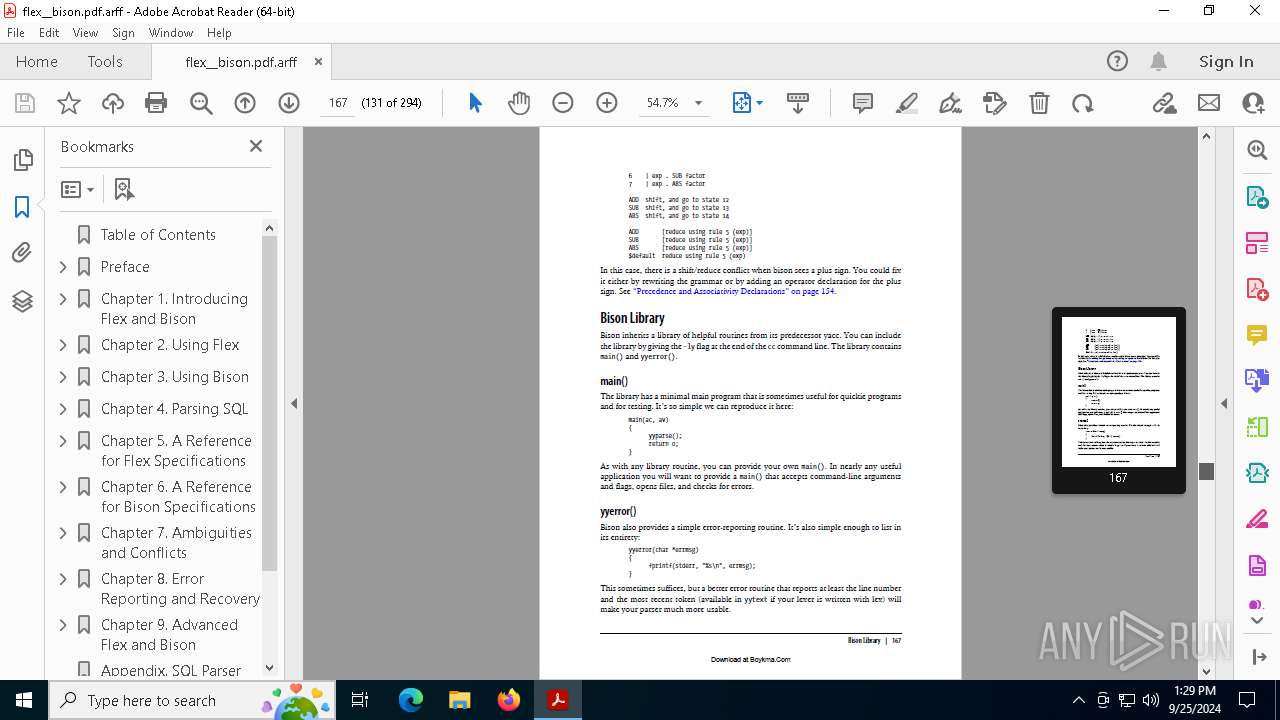 flex__bison.pdf.arff - Adobe Acrobat Reader (64-bit)
File Edit View Sign Window Help
Home Tools flex__bison.pdf.arff × Sign In
167 (131 of 294) 54.7%
Bookmarks
Table of Contents
Preface
Chapter 1. Introducing
Flex and Bison
Chapter 2. Using Flex
Chapter 3. Using Bison
Chapter 4. Parsing SQL
Chapter 5. A Reference
for Flex Specifications
Chapter 6. A Reference
for Bison Specifications
Chapter 7. Ambiguities
and Conflicts
Chapter 8. Error
Reporting and Recovery
Chapter 9. Advanced
Flex and Bison
Appendix. SQL Parser
6 | exp . SUB factor
7 | exp . ABS factor
ADD shift, and go to state 12
SUB shift, and go to state 13
ABS shift, and go to state 14
ADD [reduce using rule 5 (exp)]
SUB [reduce using rule 5 (exp)]
ABS [reduce using rule 5 (exp)]
$default reduce using rule 5 (exp)
In this case, there is a shift/reduce conflict when bison sees a plus sign. You could fix
it either by rewriting the grammar or by adding an operator declaration for the plus
sign. See “Precedence and Associativity Declarations” on page 154.
Bison Library
Bison inherits a library of helpful routines from its predecessor yacc. You can include
the library by giving the -ly flag at the end of the cc command line. The library contains
main() and yyerror().
main()
The library has a minimal main program that is sometimes useful for quickie programs
and for testing. It’s so simple we can reproduce it here:
main(ac, av)
{
yyparse();
return 0;
}
As with any library routine, you can provide your own main(). In nearly any useful
application you will want to provide a main() that accepts command-line arguments
and flags, opens files, and checks for errors.
yyerror()
Bison also provides a simple error-reporting routine. It’s also simple enough to list in
its entirety:
yyerror(char *errmsg)
{
fprintf(stderr, "%s\n", errmsg);
}
This sometimes suffices, but a better error routine that reports at least the line number
and the most recent token (available in yytext if your lexer is written with lex) will
make your parser much more usable.
Bison Library | 167
Download at Boykma.Com
167
ANY RUN
Type here to search
1:29 PM
9/25/2024